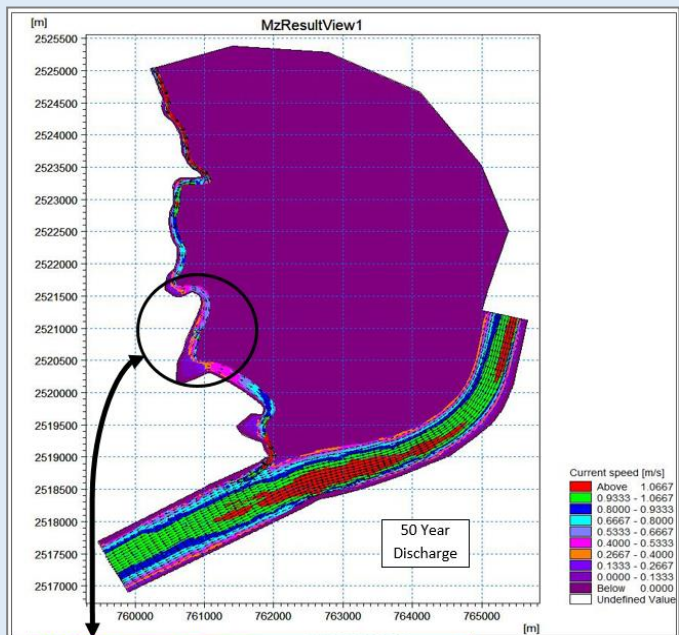 MzResultView1
[m]
2525500
2525000
2524500
2524000
2523500
2523000
2522500
2522000
2521500
2521000
2520500
2520000
2519500
2519000
2518500
2518000
2517500
2517000
760000 761000 762000 763000 764000 765000
[m]
50 Year
Discharge
Current speed [m/s]
Above 1.0667
0.9333 - 1.0667
0.8000 - 0.9333
0.6667 - 0.8000
0.5333 - 0.6667
0.4000 - 0.5333
0.2667 - 0.4000
0.1333 - 0.2667
0.0000 - 0.1333
Below 0.0000
Undefined Value